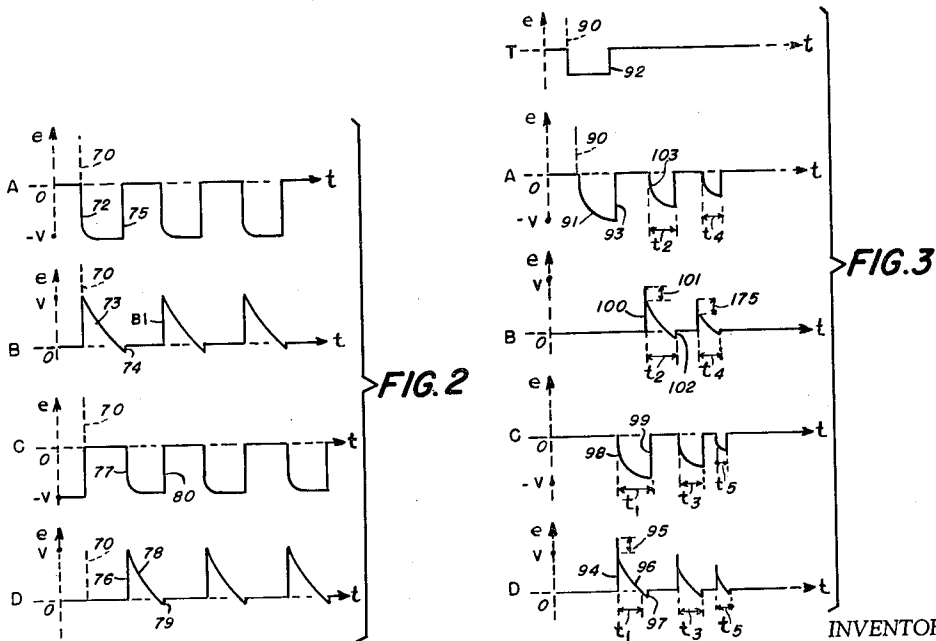 e
70
A
0
72
75
t
-V
e
70
V
73
81
B
0
74
t
e
70
C
0
77
80
t
-V
e
70
V
76
78
D
0
79
t
FIG.2
e
90
T
92
t
e
90
A
0
103
91
93
t2
t4
t
-V
e
V
101
175
100
B
0
102
t
t2
t4
e
C
0
98
99
t
t1
t3
t5
-V
e
V
95
94
96
D
0
97
t
t1
t3
t5
FIG.3
INVENTOR